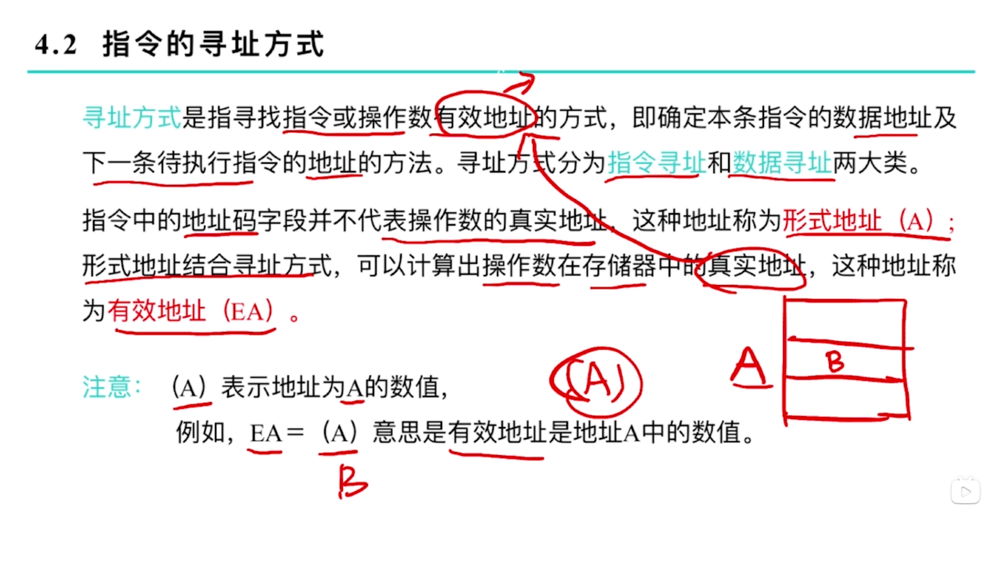 4.2 指令的寻址方式
寻址方式是指寻找指令或操作数有效地址的方式，即确定本条指令的数据地址及
下一条待执行指令的地址的方法。寻址方式分为指令寻址和数据寻址两大类。
指令中的地址码字段并不代表操作数的真实地址，这种地址称为形式地址（A）；
形式地址结合寻址方式，可以计算出操作数在存储器中的真实地址，这种地址称
为有效地址（EA）。
注意：（A）表示地址为A的数值，
(A)
A
B
例如，EA＝（A）意思是有效地址是地址A中的数值。
B